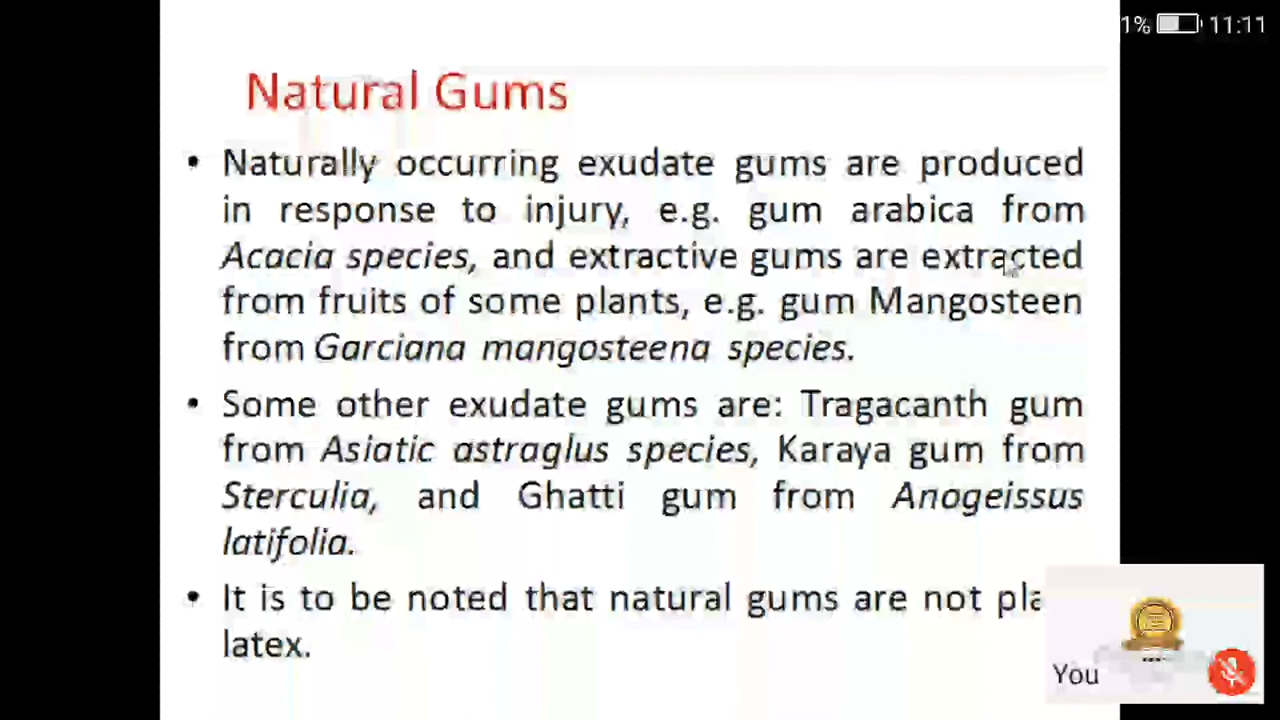 1% 11:11
Natural Gums
• Naturally occurring exudate gums are produced
in response to injury, e.g. gum arabica from
Acacia species, and extractive gums are extracted
from fruits of some plants, e.g. gum Mangosteen
from Garciana mangosteena species.
• Some other exudate gums are: Tragacanth gum
from Asiatic astraglus species, Karaya gum from
Sterculia, and Ghatti gum from Anogeissus
latifolia.
• It is to be noted that natural gums are not pla
latex.
You